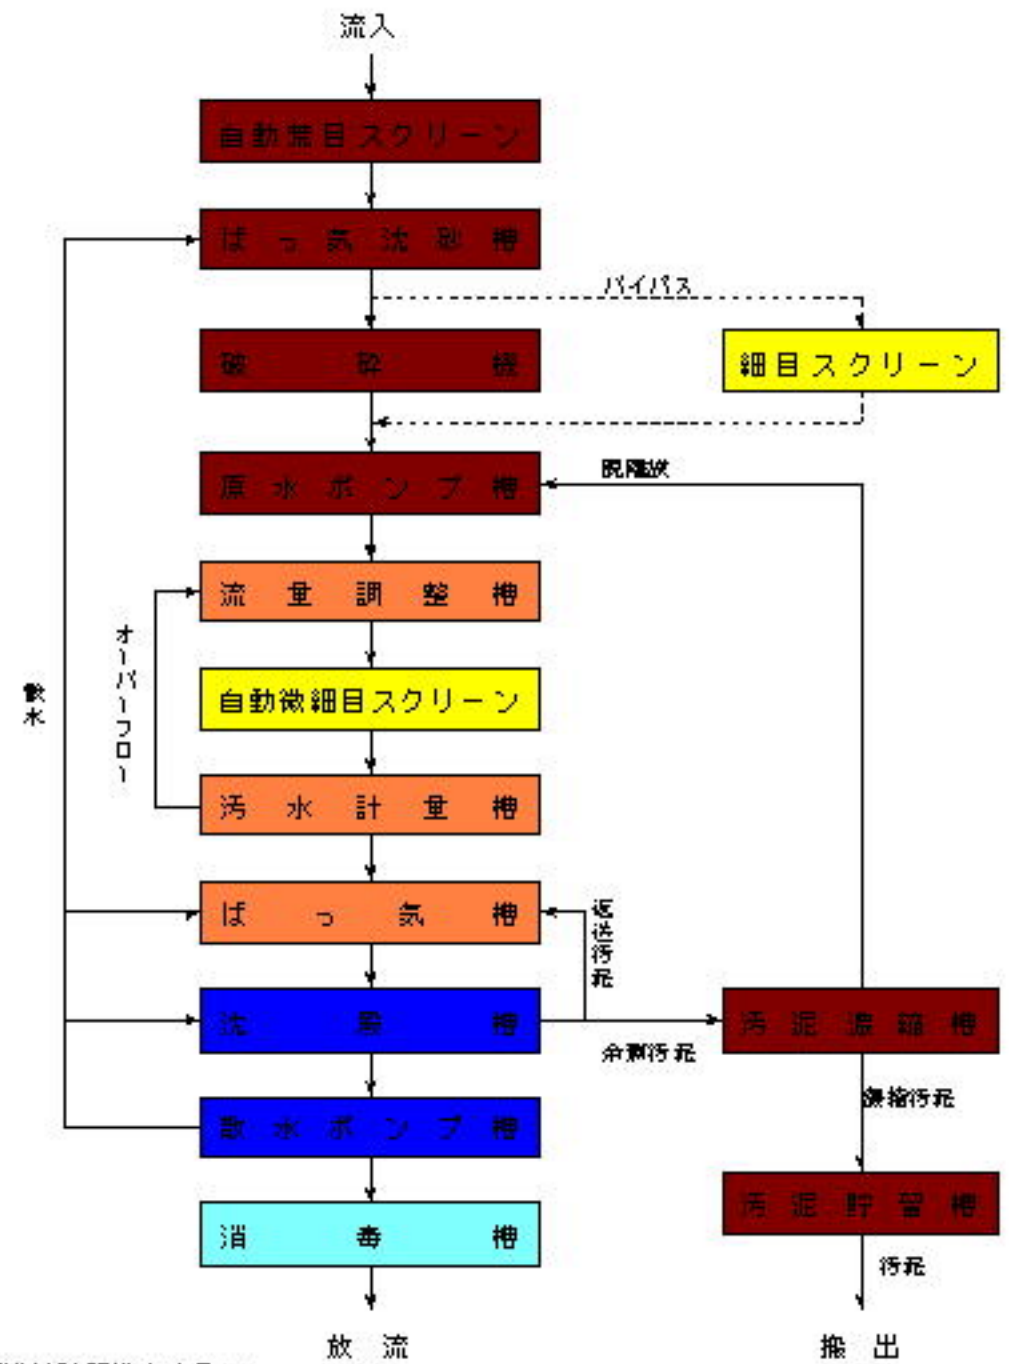 流入
自動荒目スクリーン
ばっ気沈砂槽
バイパス
破砕機
細目スクリーン
脱離液
原水ポンプ槽
流量調整槽
オーバーフロー
散水
自動微細目スクリーン
汚水計量槽
ばっ気槽
返送汚泥
沈殿槽
汚泥濃縮槽
余剰汚泥
濃縮汚泥
散水ポンプ槽
汚泥貯留槽
消毒槽
汚泥
放流
搬出